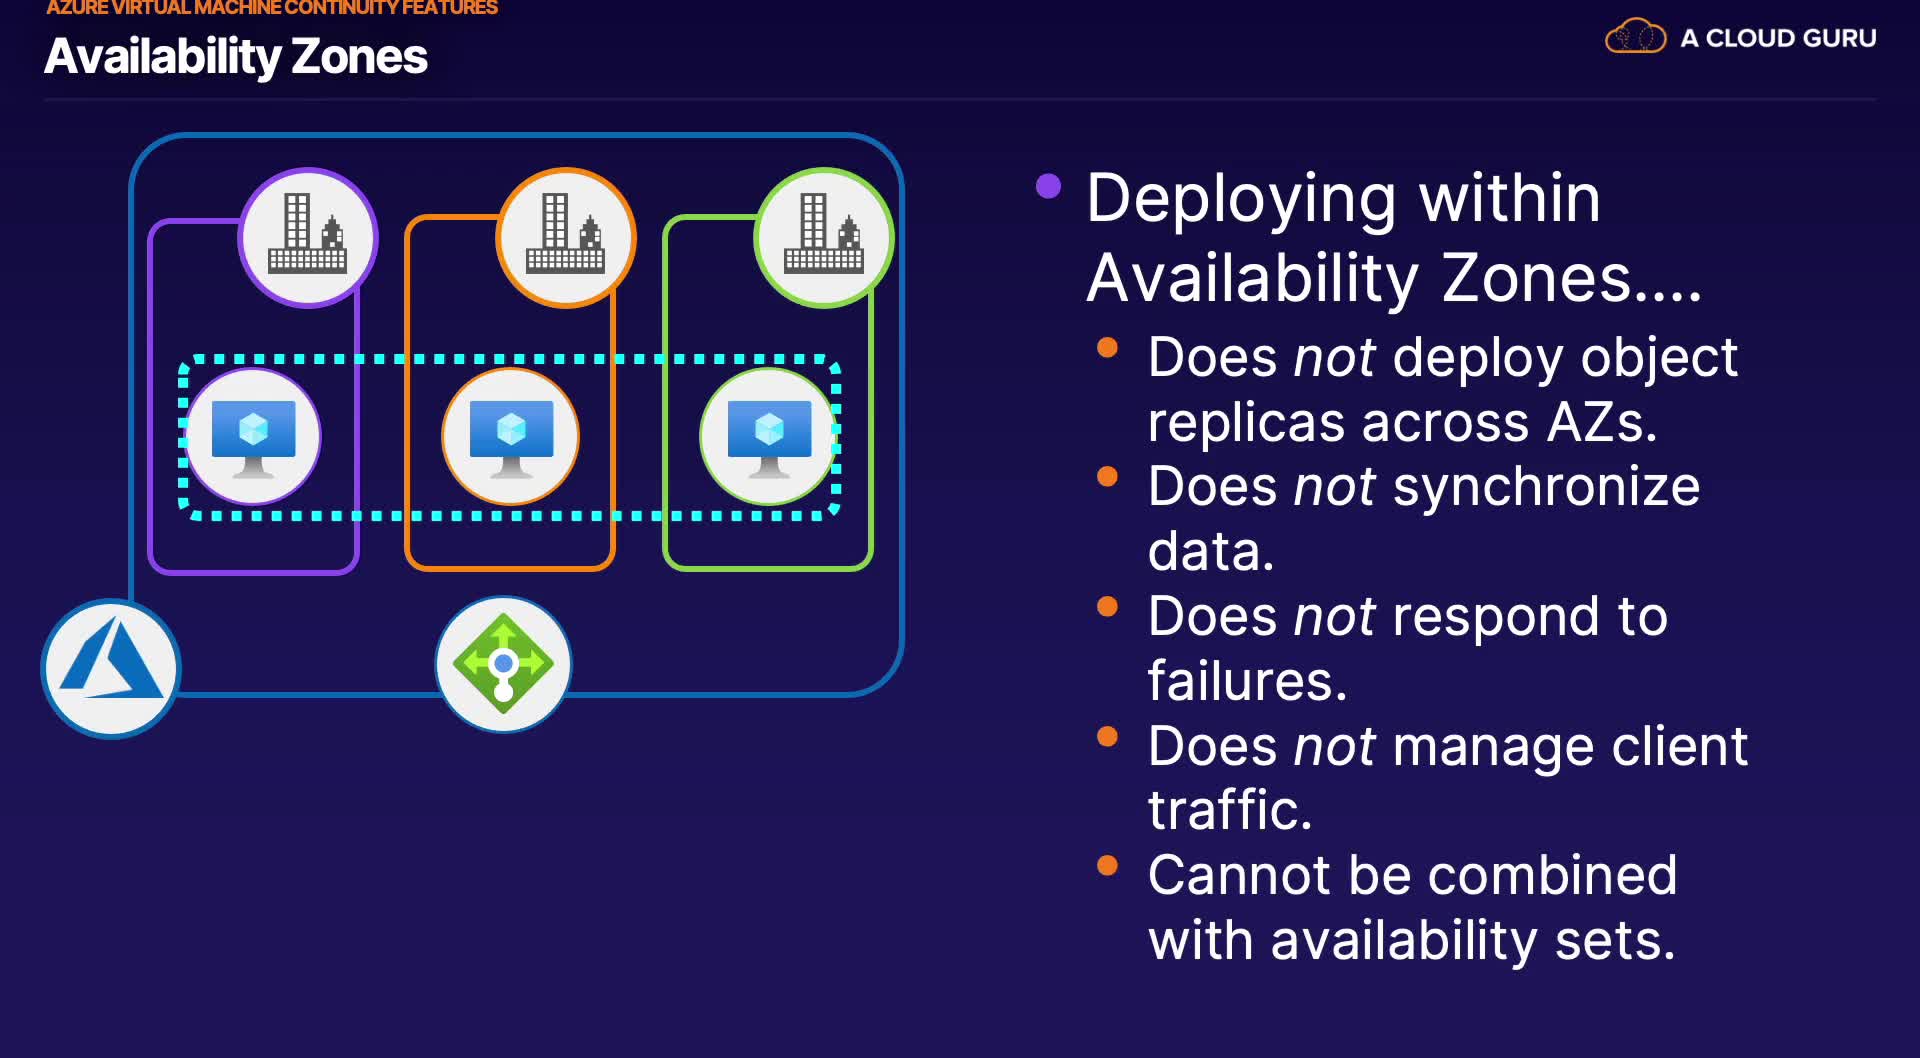 AZURE VIRTUAL MACHINE CONTINUITY FEATURES
Availability Zones
A CLOUD GURU
Deploying within
Availability Zones....
Does not deploy object
replicas across AZs.
Does not synchronize
data.
Does not respond to
failures.
Does not manage client
traffic.
Cannot be combined
with availability sets.